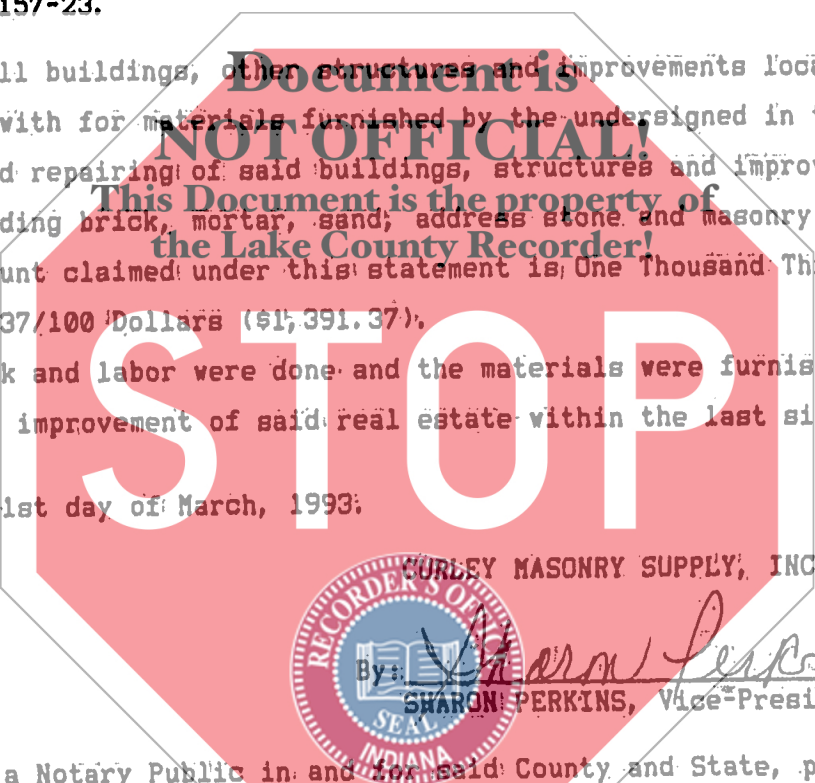 157-23.
Document is
ll buildings, other structures and improvements loca
with for materials furnished by the undersigned in t
NOT OFFICIAL!
d repairing of said buildings, structures and improv
This Document is the property of
ding brick, mortar, sand, address stone and masonry
the Lake County Recorder!
unt claimed under this statement is One Thousand Th
37/100 Dollars ($1,391.37).
STOP
k and labor were done and the materials were furnis
improvement of said real estate within the last si
1st day of March, 1993.
CURLEY MASONRY SUPPLY, INC
RECORDER'S OFFICE
By: Sharon Perko
SHARON PERKINS, Vice-Presi
SEAL
INDIANA
a Notary Public in and for said County and State, p